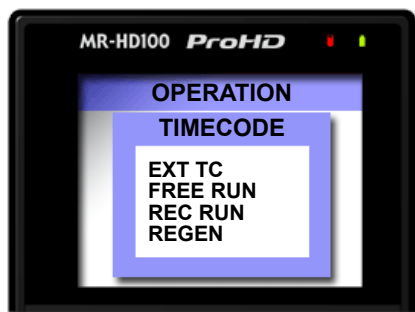 MR-HD100 ProHD
OPERATION
TIMECODE
EXT TC
FREE RUN
REC RUN
REGEN